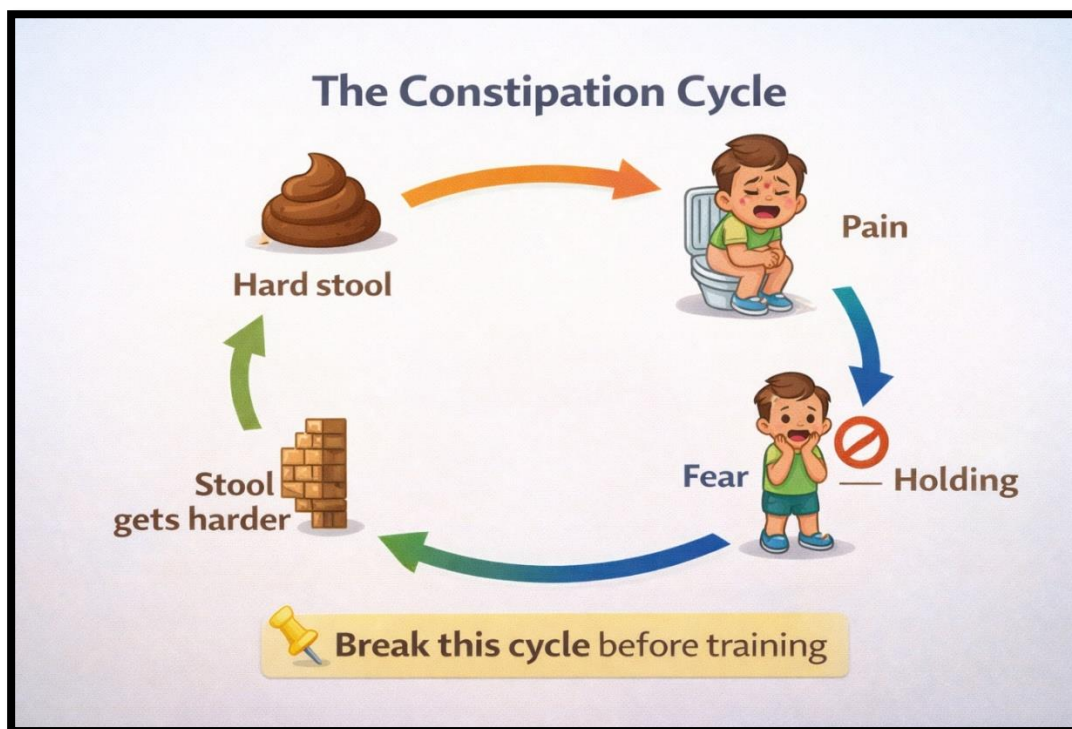 The Constipation Cycle
Hard stool
Pain
Fear — Holding
Stool
gets harder
Break this cycle before training